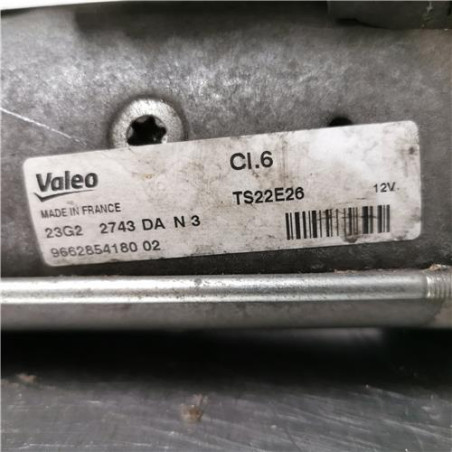 Valeo
Cl.6
MADE IN FRANCE
TS22E26
12V
23G2 2743 DA N 3
9662854180 02